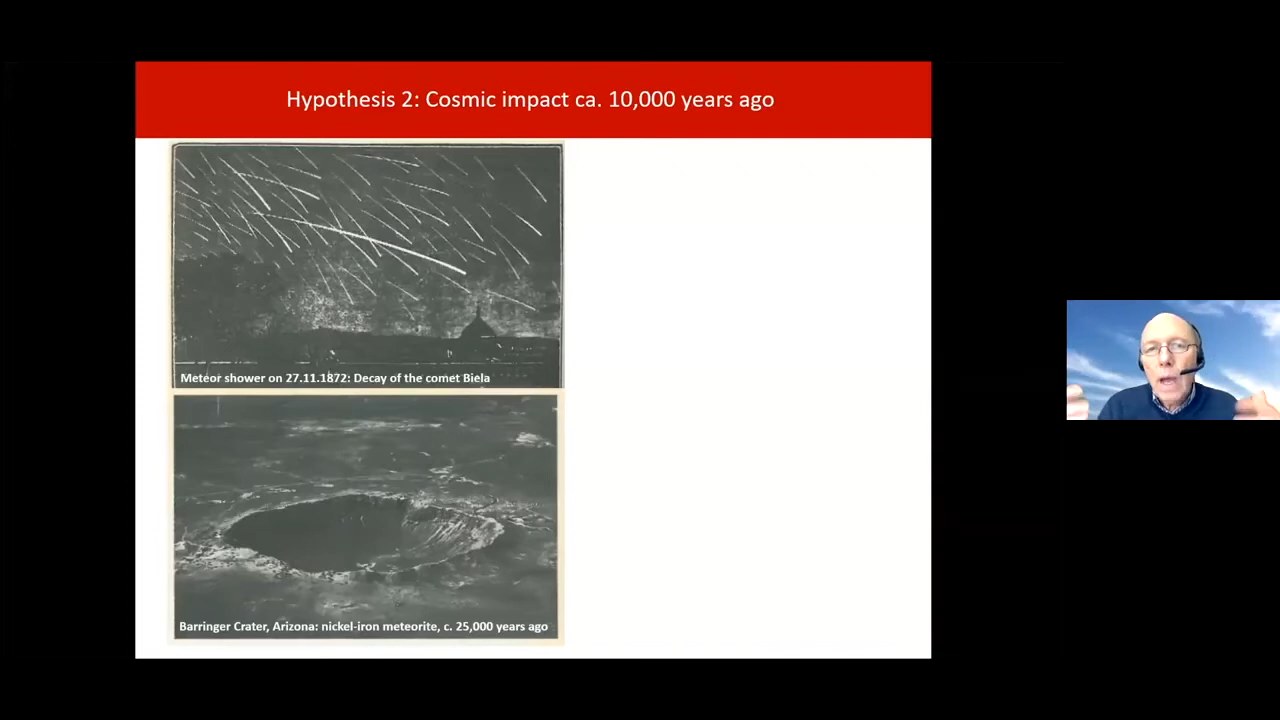 Hypothesis 2: Cosmic impact ca. 10,000 years ago
Meteor shower on 27.11.1872: Decay of the comet Biela
Barringer Crater, Arizona: nickel-iron meteorite, c. 25,000 years ago